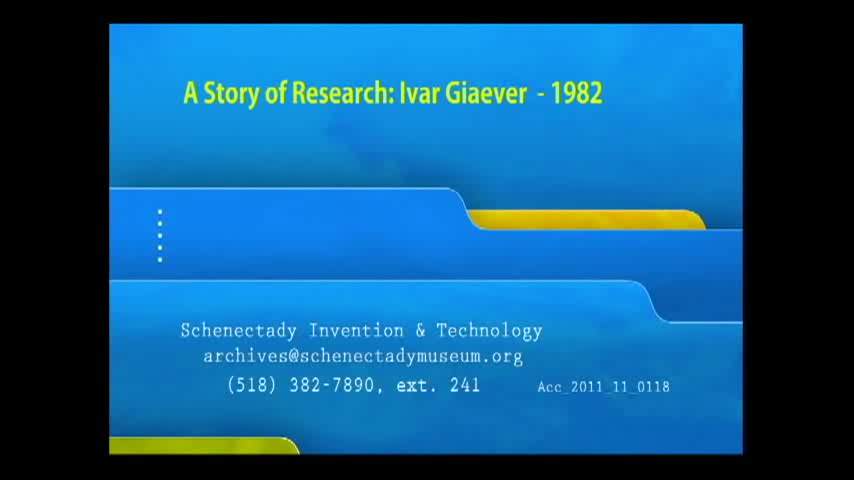 A Story of Research: Ivar Giaever - 1982
Schenectady Invention & Technology
archives@schenectadymuseum.org
(518) 382-7890, ext. 241
Acc_2011_11_0118